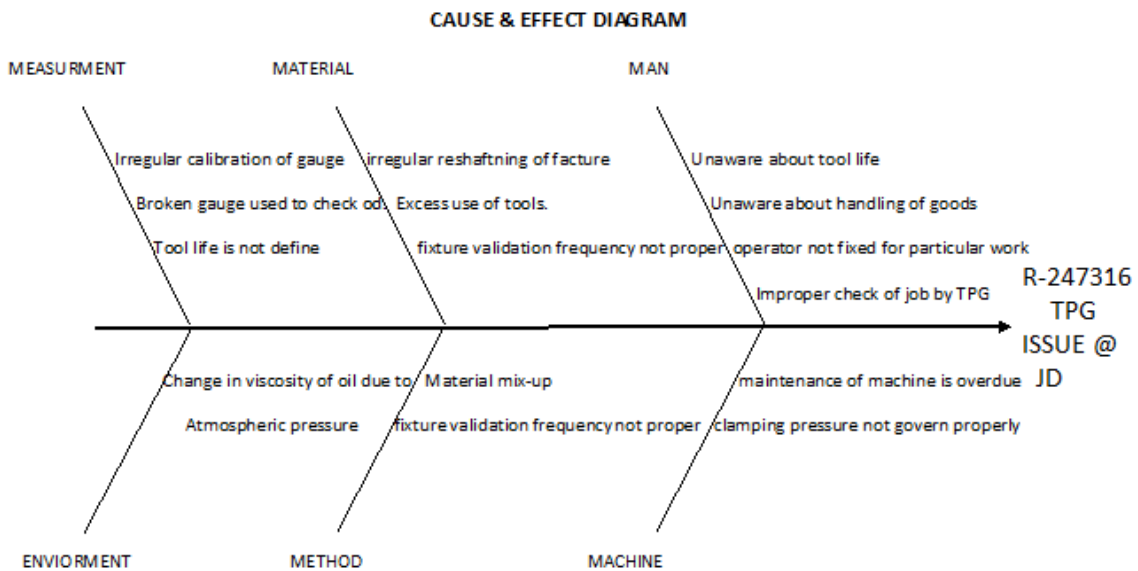 CAUSE & EFFECT DIAGRAM
MEASURMENT
MATERIAL
MAN
Irregular calibration of gauge
irregular reshaftning of facture
Unaware about tool life
Broken gauge used to check od.
Excess use of tools.
Unaware about handling of goods
Tool life is not define
fixture validation frequency not proper
operator not fixed for particular work
Improper check of job by TPG
R-247316
TPG
ISSUE @
JD
Change in viscosity of oil due to
Material mix-up
maintenance of machine is overdue
Atmospheric pressure
fixture validation frequency not proper
clamping pressure not govern properly
ENVIORMENT
METHOD
MACHINE